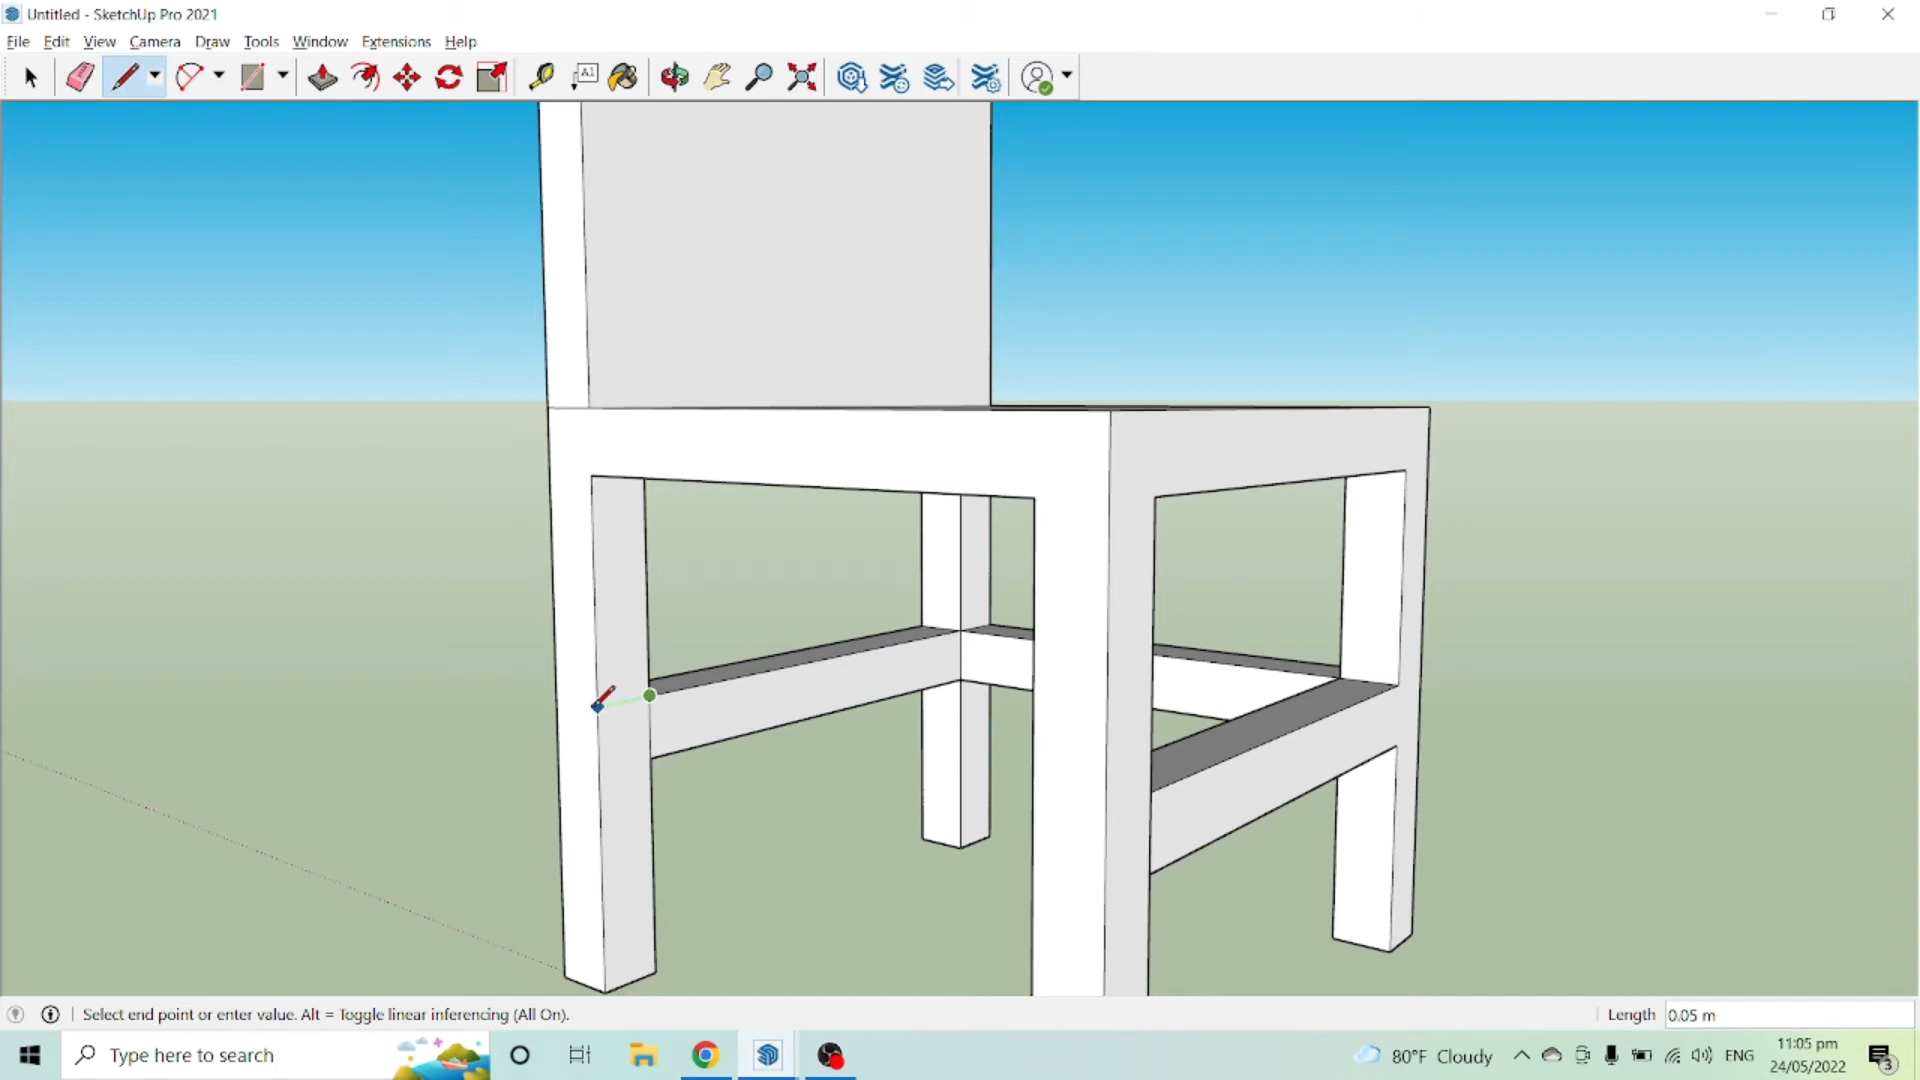 Untitled - SketchUp Pro 2021
File Edit View Camera Draw Tools Window Extensions Help
A1
Select end point or enter value. Alt = Toggle linear inferencing (All On).
Length 0.05 m
Type here to search
80°F Cloudy
ENG
11:05 pm
24/05/2022
3